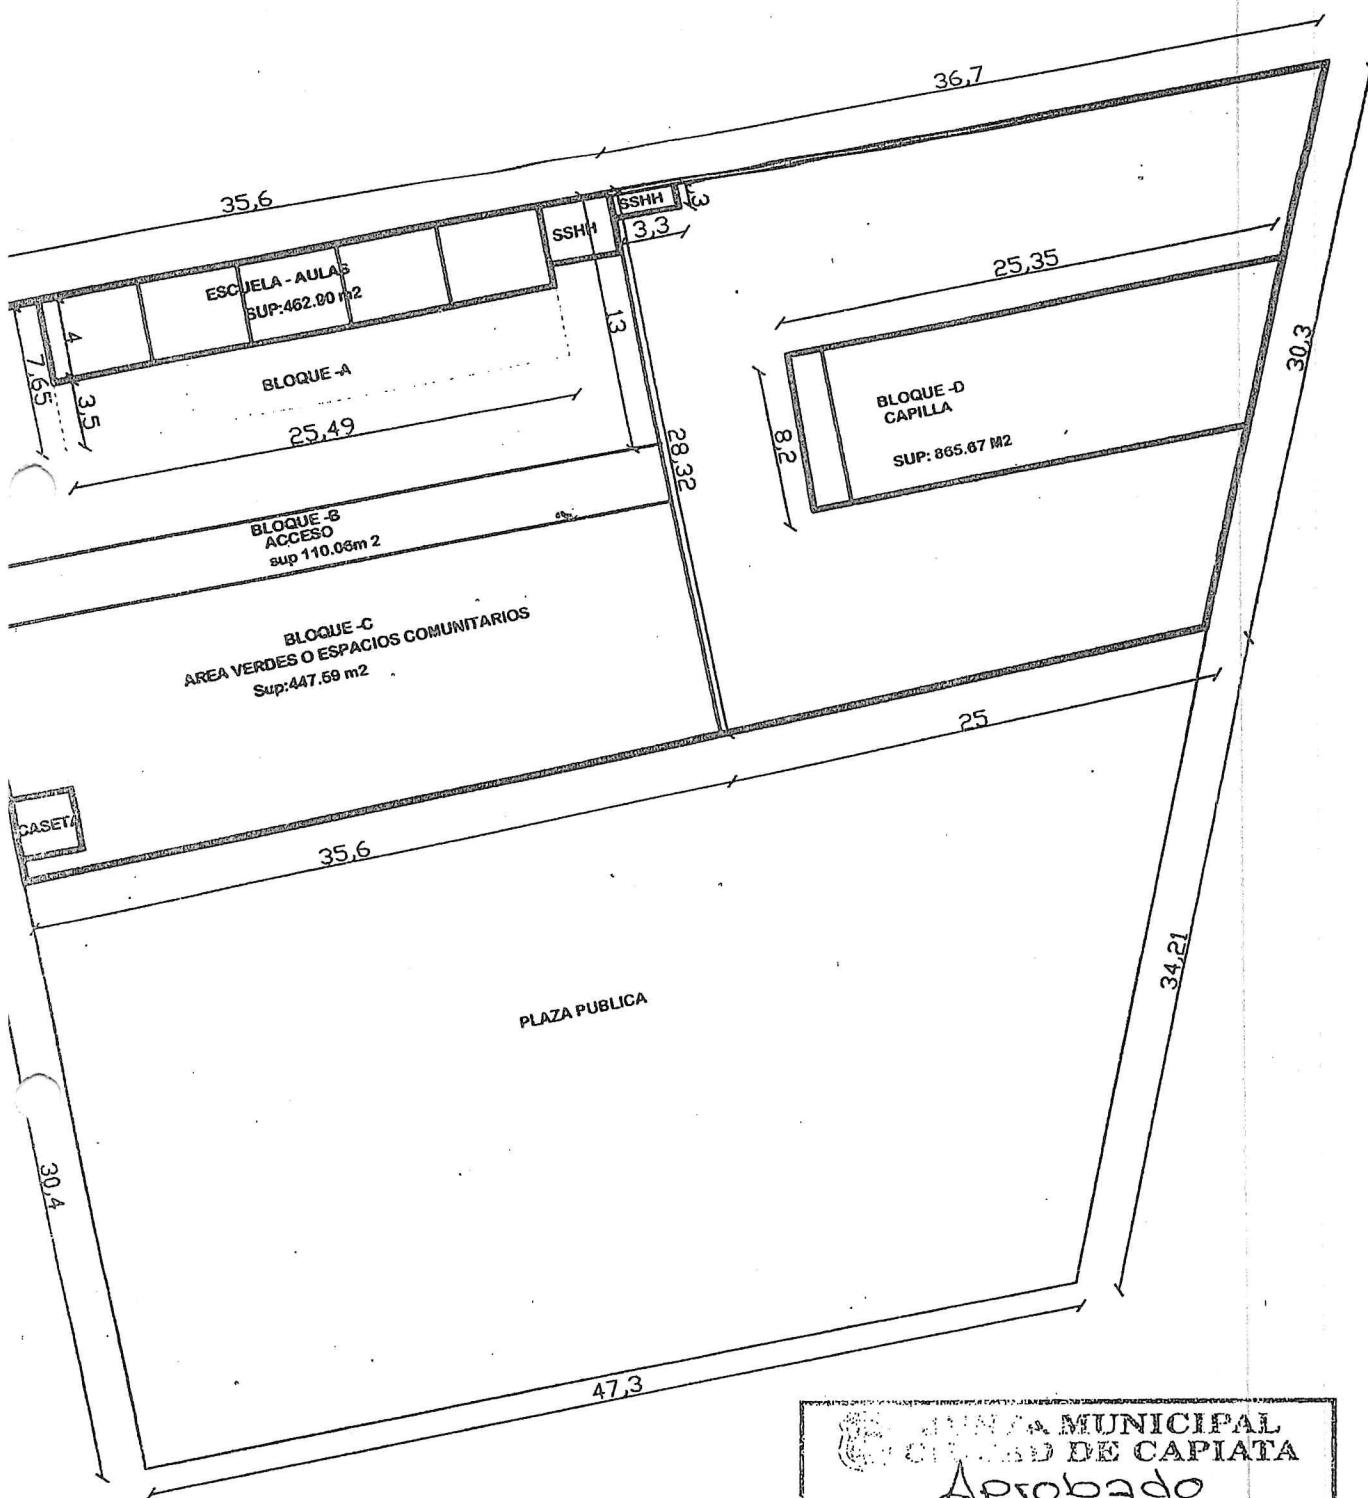 36,7
35,6
SSHH
3
SSHH
3,3
ESCUELA - AULAS
SUP:462.90 m2
25,35
4
13
7,65
3,5
BLOQUE -A
30,3
BLOQUE -D
CAPILLA
25,49
28,32
8,2
SUP: 865.67 M2
BLOQUE -B
ACCESO
sup 110.06m 2
BLOQUE -C
AREA VERDES O ESPACIOS COMUNITARIOS
Sup:447.59 m2
25
CASETA
35,6
34,21
PLAZA PUBLICA
30,4
47,3
JUNTA MUNICIPAL
CIUDAD DE CAPIATA
Aprobado